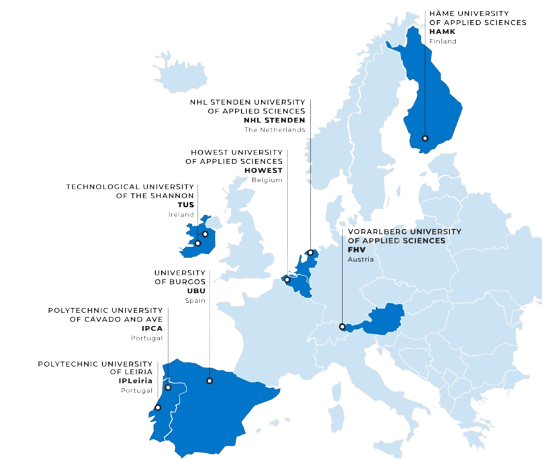 HÄME UNIVERSITY
OF APPLIED SCIENCES
HAMK
Finland
NHL STENDEN UNIVERSITY
OF APPLIED SCIENCES
NHL STENDEN
The Netherlands
HOWEST UNIVERSITY
OF APPLIED SCIENCES
HOWEST
Belgium
TECHNOLOGICAL UNIVERSITY
OF THE SHANNON
TUS
Ireland
VORARLBERG UNIVERSITY
OF APPLIED SCIENCES
FHV
Austria
UNIVERSITY
OF BURGOS
UBU
Spain
POLYTECHNIC UNIVERSITY
OF CÁVADO AND AVE
IPCA
Portugal
POLYTECHNIC UNIVERSITY
OF LEIRIA
IPLeiria
Portugal